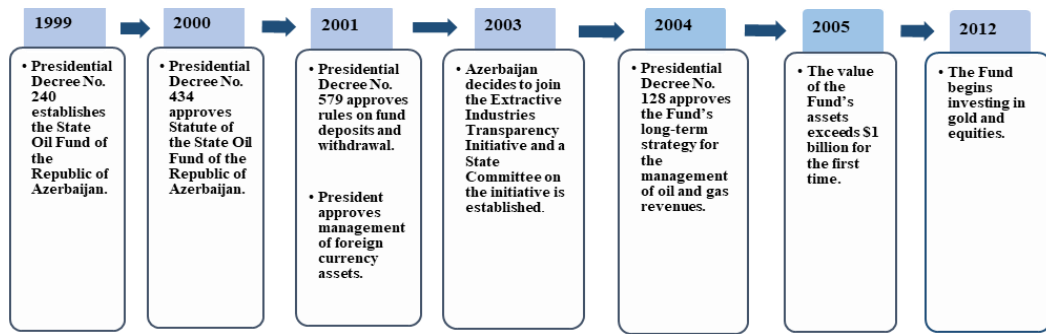 1999
• Presidential
Decree No.
240
establishes
the State
Oil Fund of
the
Republic of
Azerbaijan.
2000
• Presidential
Decree No.
434
approves
Statute of
the State Oil
Fund of the
Republic of
Azerbaijan.
2001
• Presidential
Decree No.
579 approves
rules on fund
deposits and
withdrawal.
• President
approves
management
of foreign
currency
assets.
2003
• Azerbaijan
decides to join
the Extractive
Industries
Transparency
Initiative and a
State
Committee on
the initiative is
established.
2004
• Presidential
Decree No.
128 approves
the Fund’s
long-term
strategy for
the
management
of oil and gas
revenues.
2005
• The value
of the
Fund’s
assets
exceeds $1
billion for
the first
time.
2012
• The Fund
begins
investing in
gold and
equities.